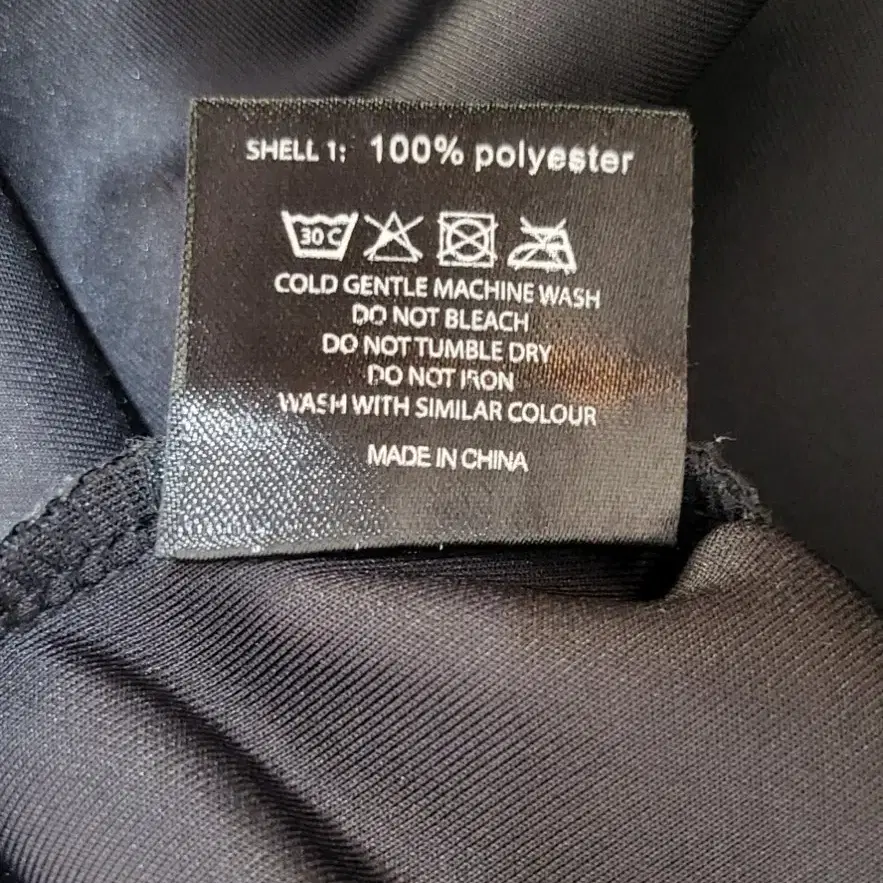 SHELL 1: 100% polyester
30 C
COLD GENTLE MACHINE WASH
DO NOT BLEACH
DO NOT TUMBLE DRY
DO NOT IRON
WASH WITH SIMILAR COLOUR
MADE IN CHINA